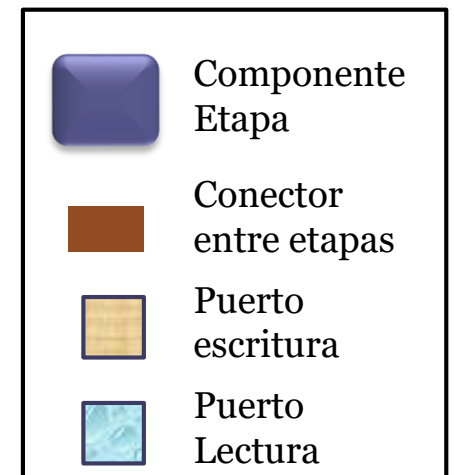 Componente
Etapa
Conector
entre etapas
Puerto
escritura
Puerto
Lectura